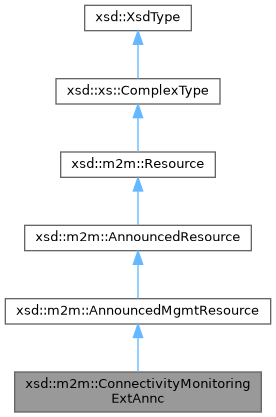 xsd::XsdType
xsd::xs::ComplexType
xsd::m2m::Resource
xsd::m2m::AnnouncedResource
xsd::m2m::AnnouncedMgmtResource
xsd::m2m::ConnectivityMonitoring
ExtAnnc